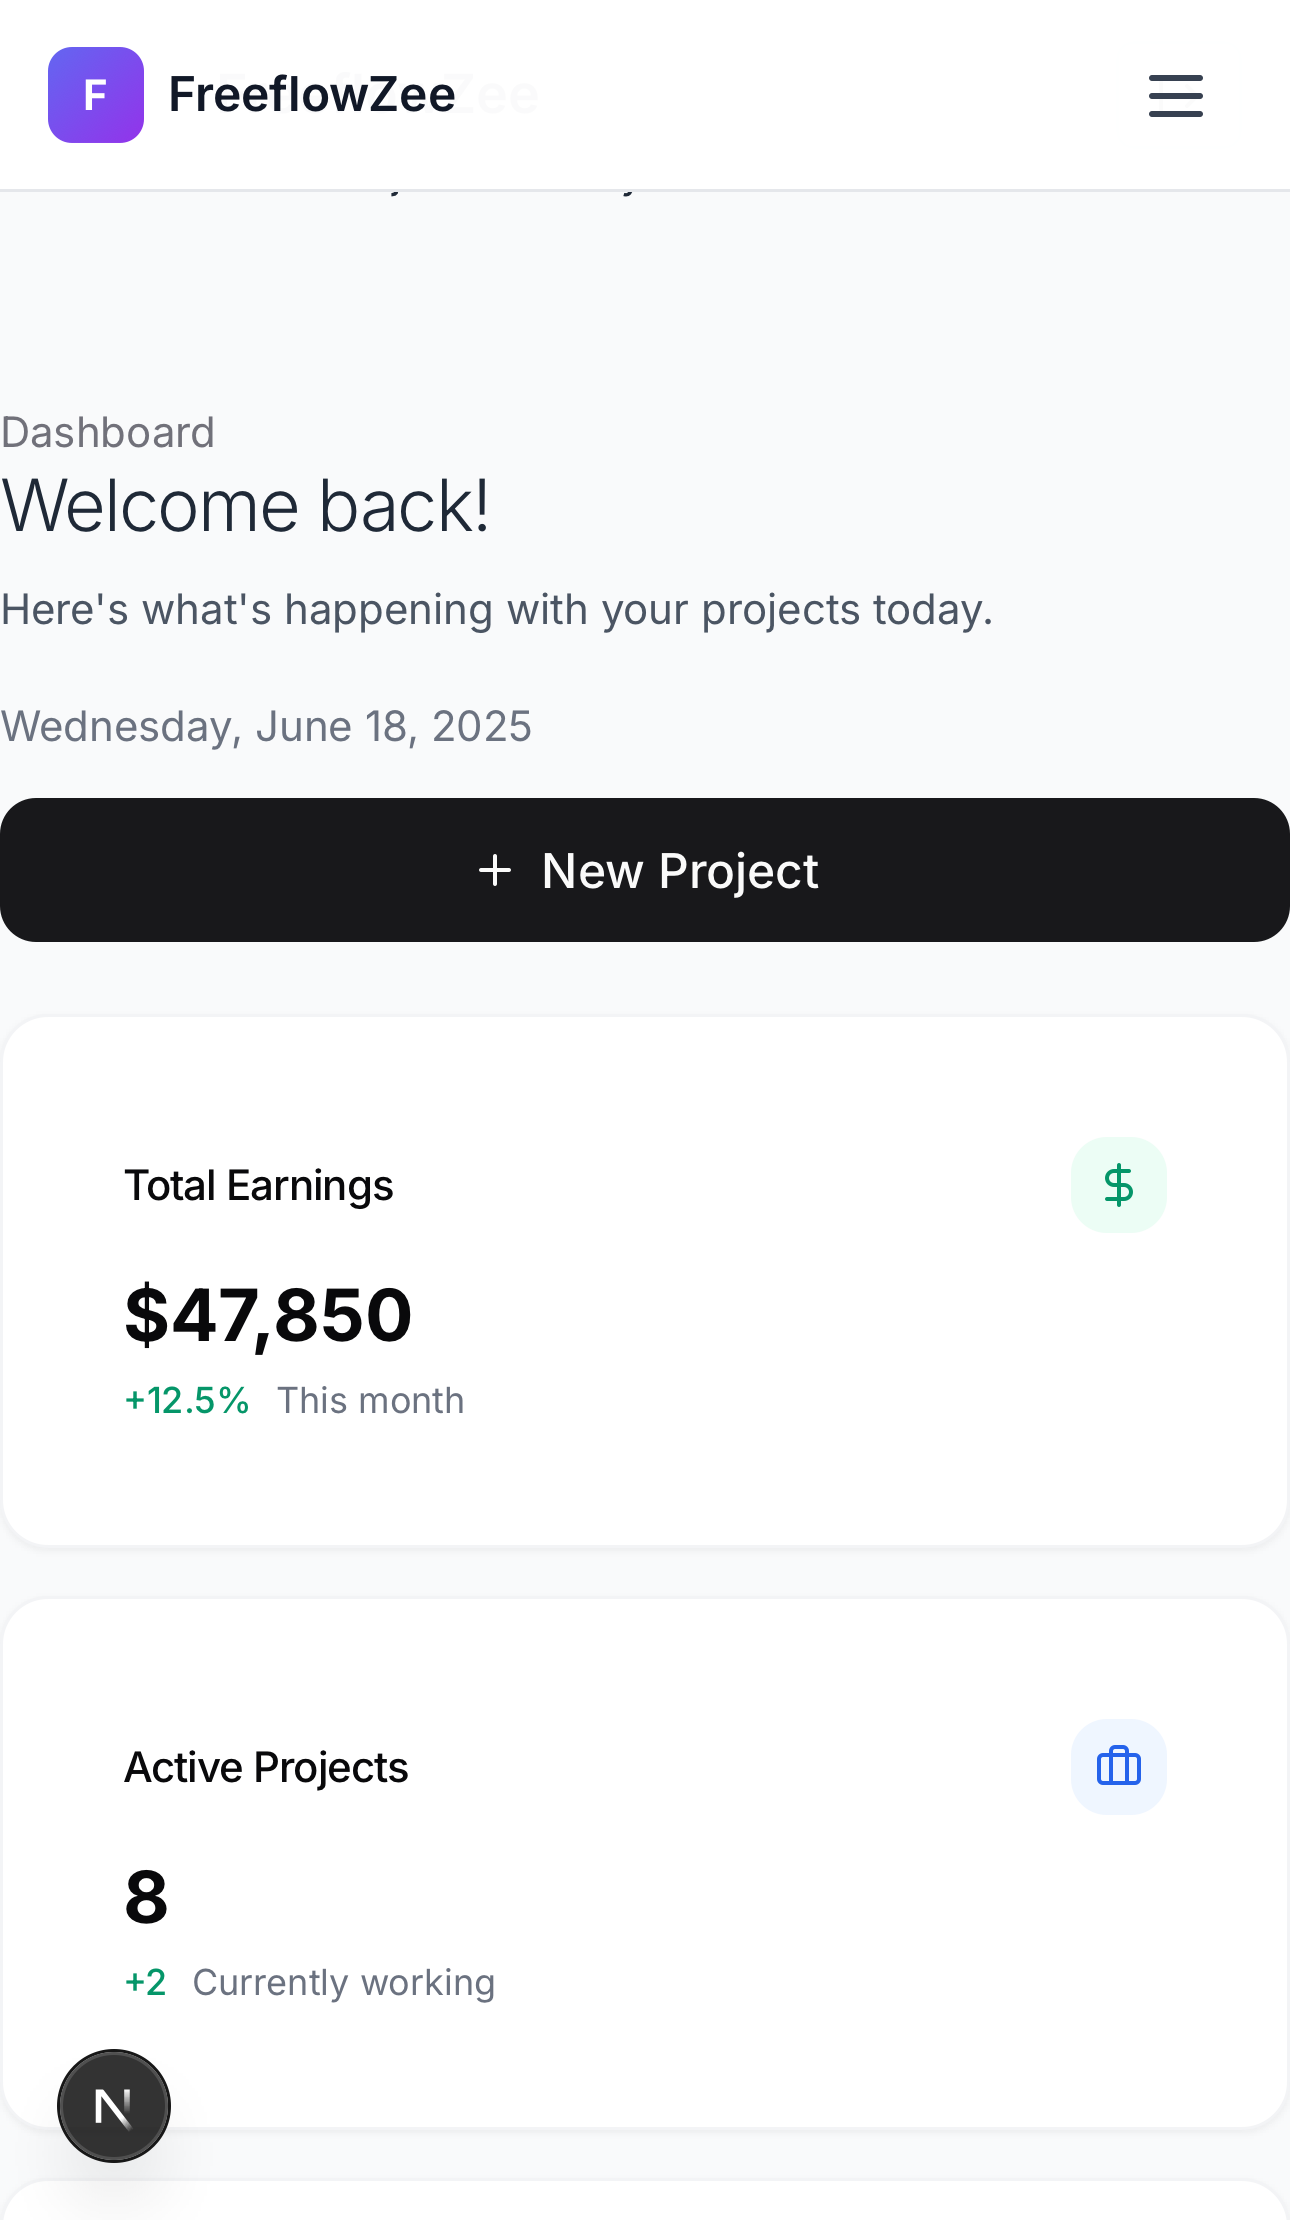 F FreeflowZee
Dashboard
Welcome back!
Here's what's happening with your projects today.
Wednesday, June 18, 2025
+ New Project
Total Earnings
$
$47,850
+12.5% This month
Active Projects
8
+2 Currently working
N